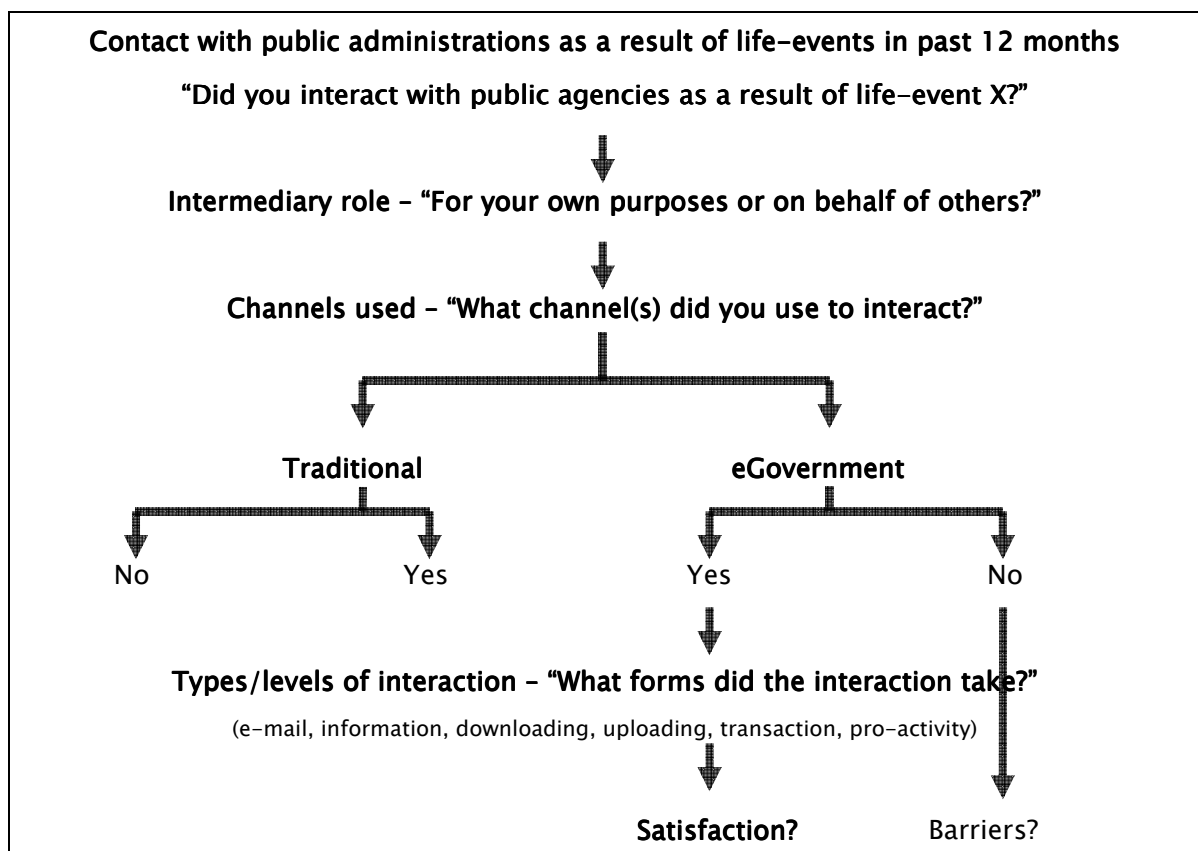 Contact with public administrations as a result of life-events in past 12 months
“Did you interact with public agencies as a result of life-event X?”
Intermediary role – “For your own purposes or on behalf of others?”
Channels used – “What channel(s) did you use to interact?”
Traditional eGovernment
No Yes Yes No
Types/levels of interaction – “What forms did the interaction take?”
(e-mail, information, downloading, uploading, transaction, pro-activity)
Satisfaction? Barriers?